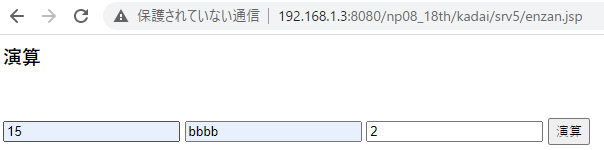 保護されていない通信 | 192.168.1.3:8080/np08_18th/kadai/srv5/enzan.jsp
演算
15 bbbb 2 演算